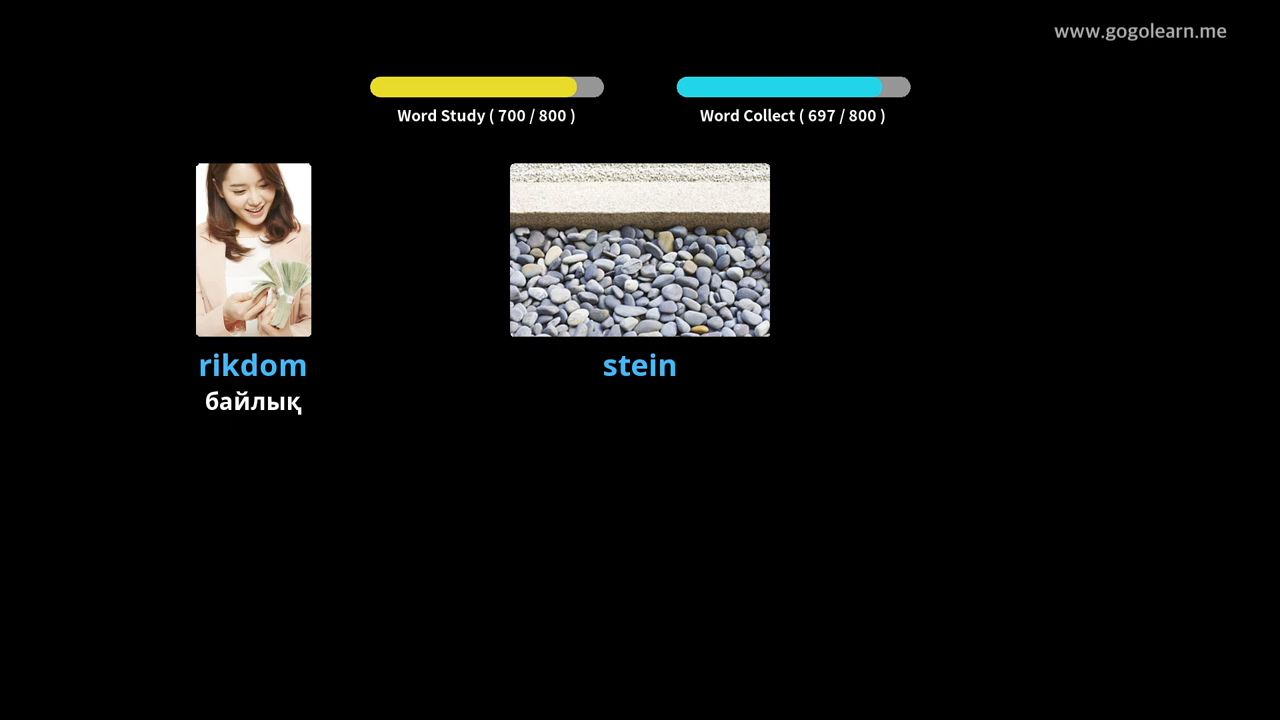 www.gogolearn.me
Word Study ( 700 / 800 )
Word Collect ( 697 / 800 )
rikdom
байлық
stein